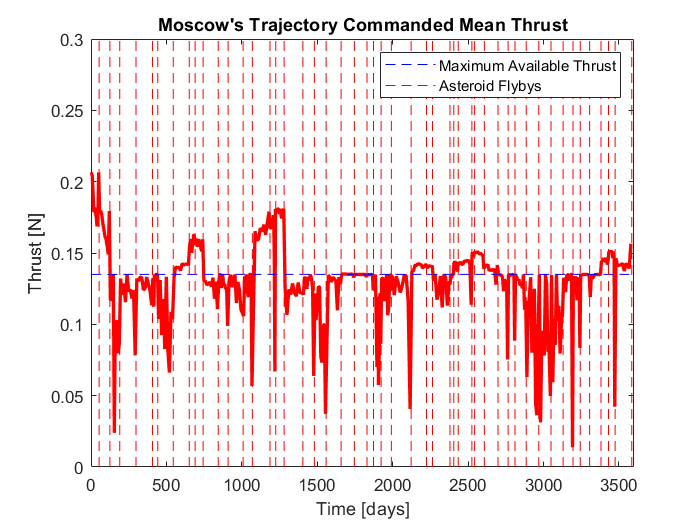 Moscow's Trajectory Commanded Mean Thrust
0.3
Maximum Available Thrust
Asteroid Flybys
0.25
0.2
0.15
0.1
0.05
0
Thrust [N]
0 500 1000 1500 2000 2500 3000 3500
Time [days]